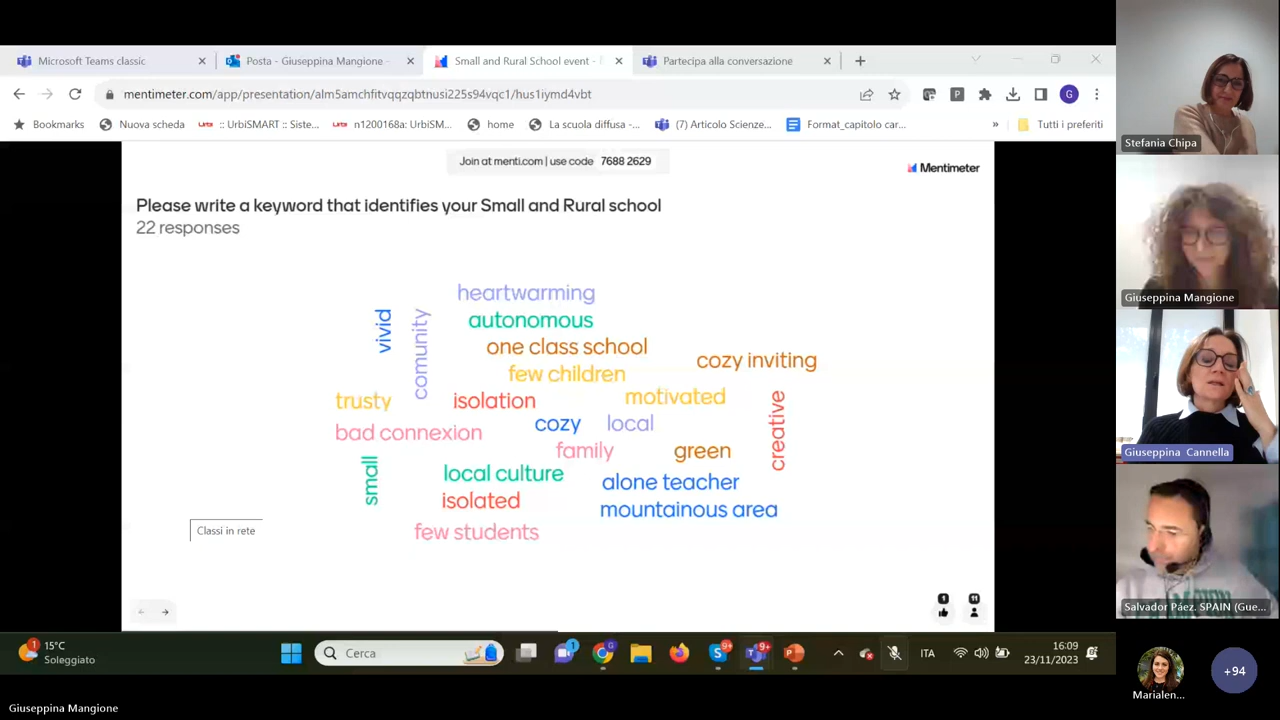 Microsoft Teams classic
Posta - Giuseppina Mangione -
Small and Rural School event -
Partecipa alla conversazione
mentimeter.com/app/presentation/alm5amchfitvqqzqbtnusi225s94vqc1/hus1iymd4vbt
G
Bookmarks
Nuova scheda
:: UrbiSMART :: Siste...
n1200168a: UrbiSM...
home
La scuola diffusa -...
(7) Articolo Scienze...
Format_capitolo car...
»
Tutti i preferiti
Join at menti.com | use code 7688 2629
Mentimeter
Please write a keyword that identifies your Small and Rural school
22 responses
heartwarming
vivid
comunity
autonomous
one class school
cozy inviting
few children
trusty
isolation
motivated
creative
bad connexion
cozy
local
family
green
small
local culture
alone teacher
isolated
mountainous area
few students
Classi in rete
1
11
1
15°C
Soleggiato
Cerca
ITA
16:09
23/11/2023
Stefania Chipa
Giuseppina Mangione
Giuseppina Cannella
Salvador Páez. SPAIN (Gue...
Marialen...
+94
Giuseppina Mangione